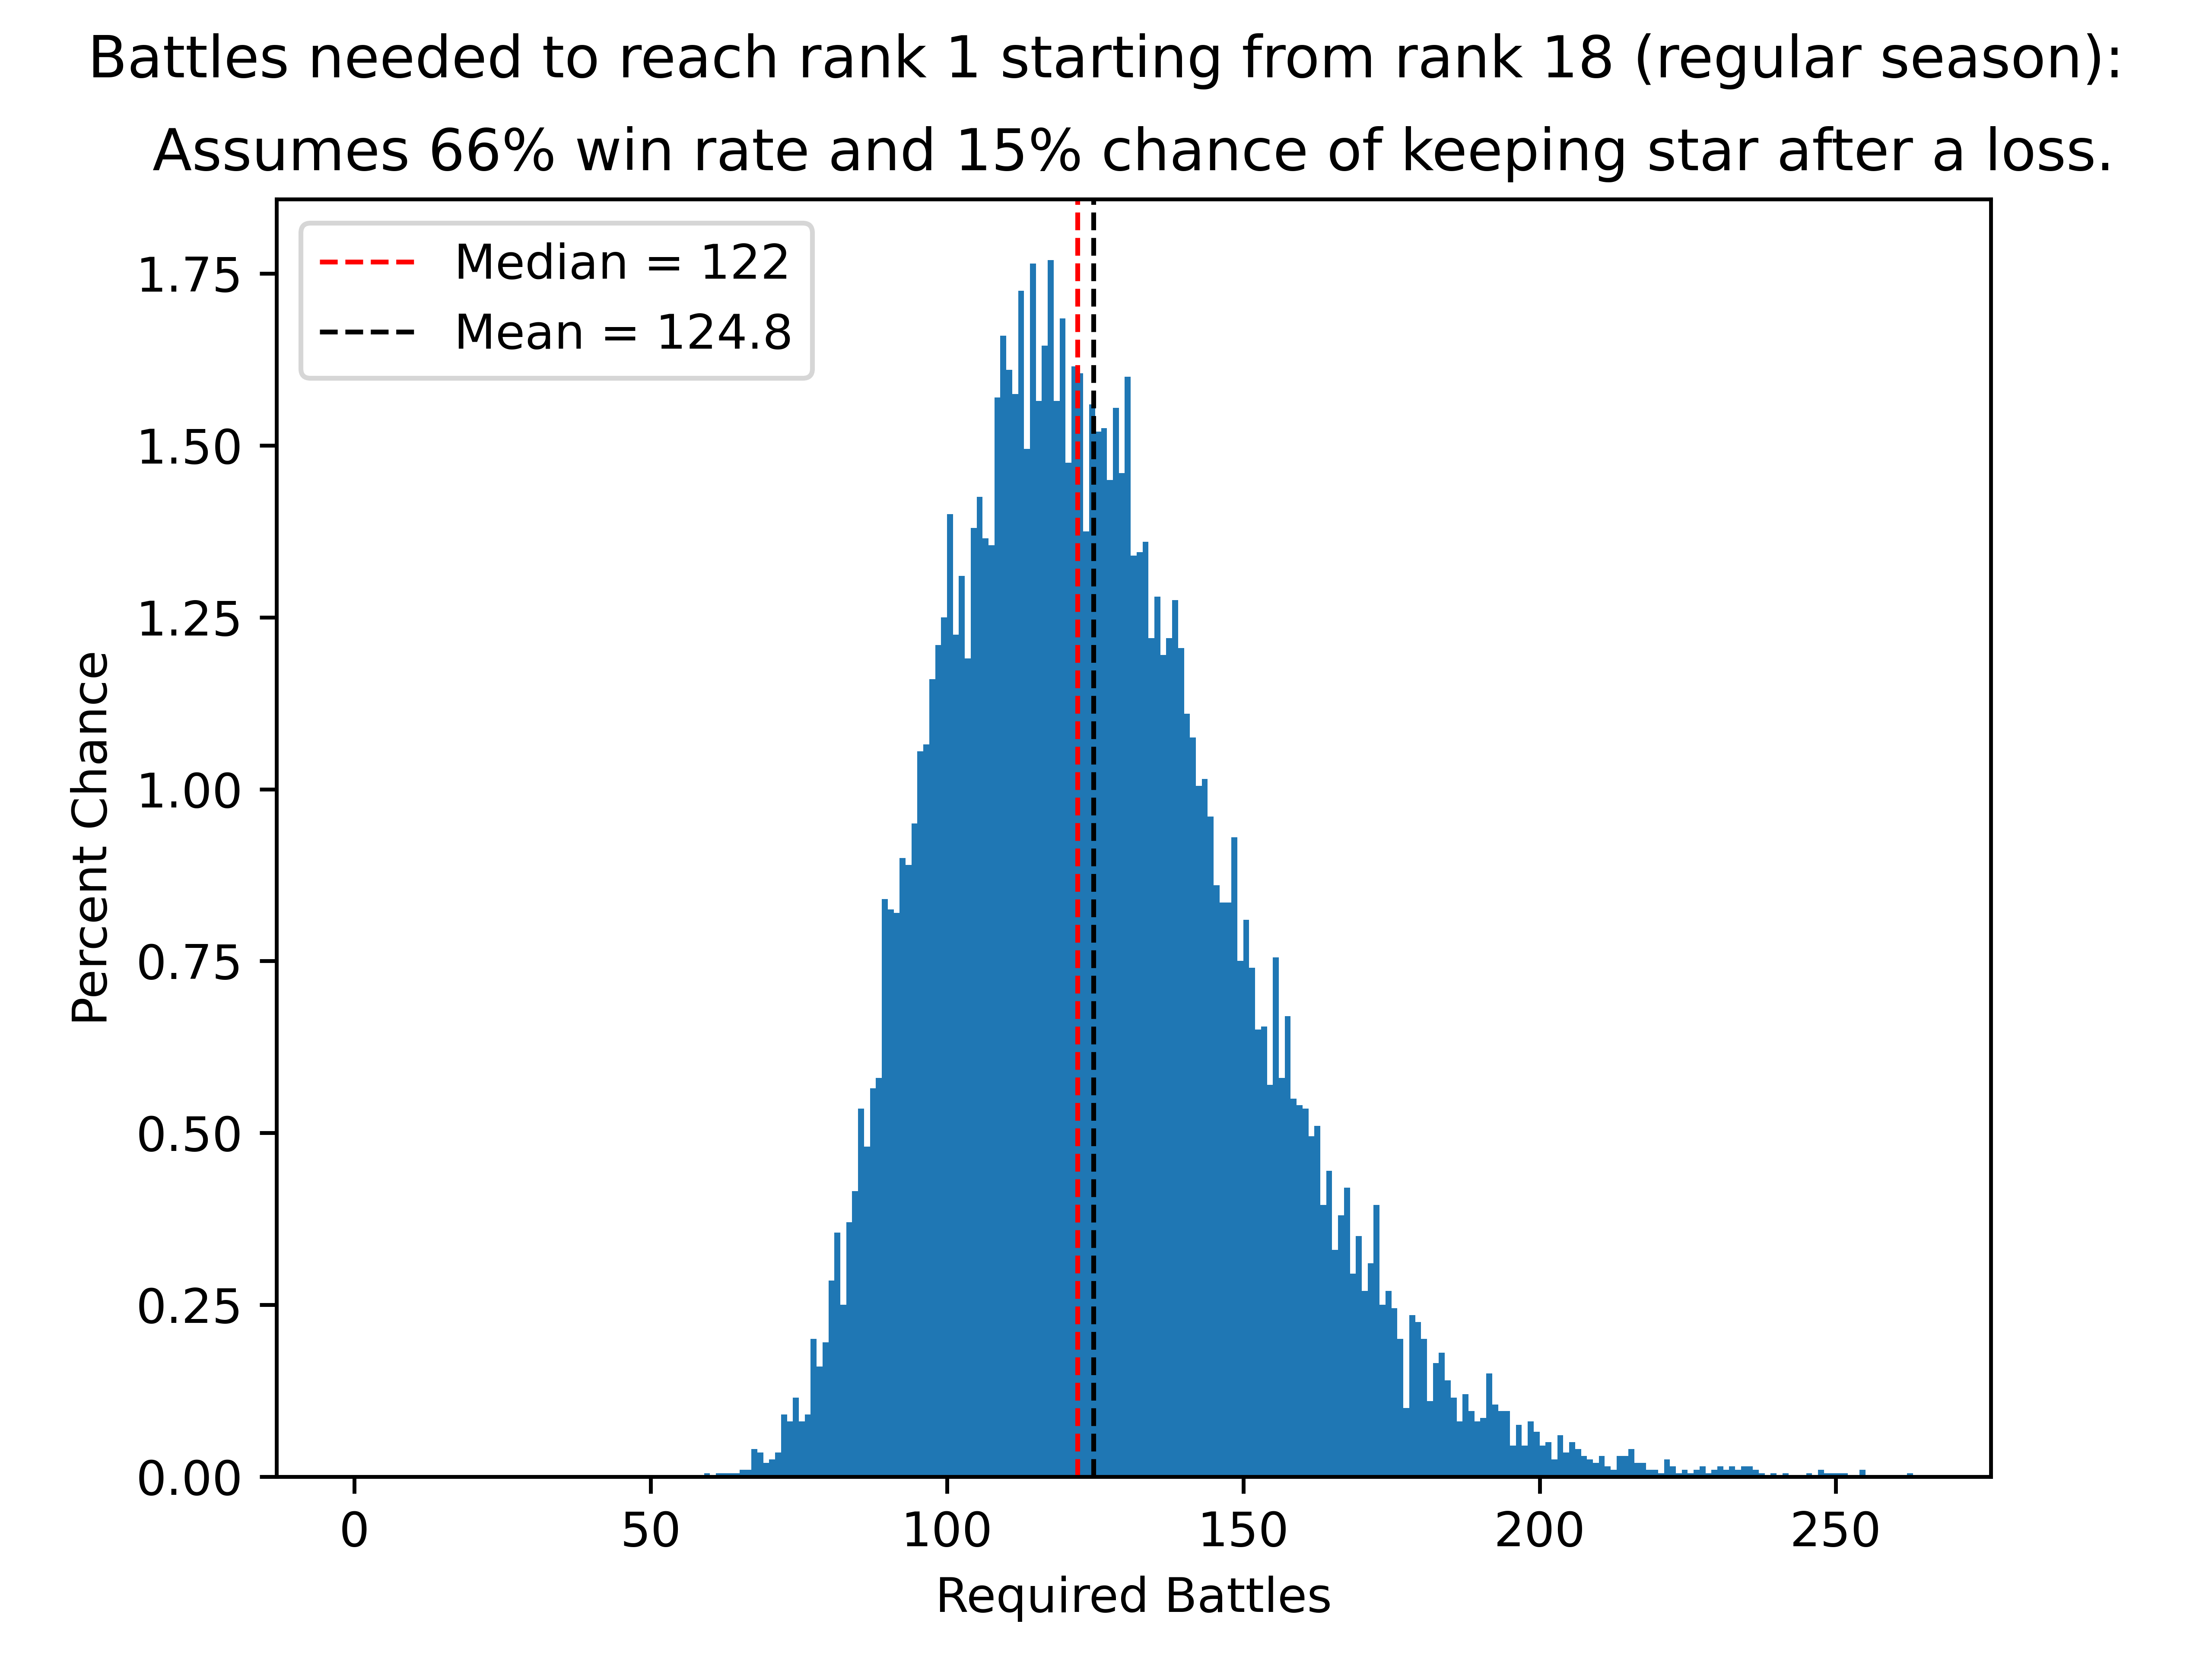 Battles needed to reach rank 1 starting from rank 18 (regular season):
Assumes 66% win rate and 15% chance of keeping star after a loss.
Median = 122
Mean = 124.8
1.75
1.50
1.25
1.00
0.75
0.50
0.25
0.00
Percent Chance
0 50 100 150 200 250
Required Battles